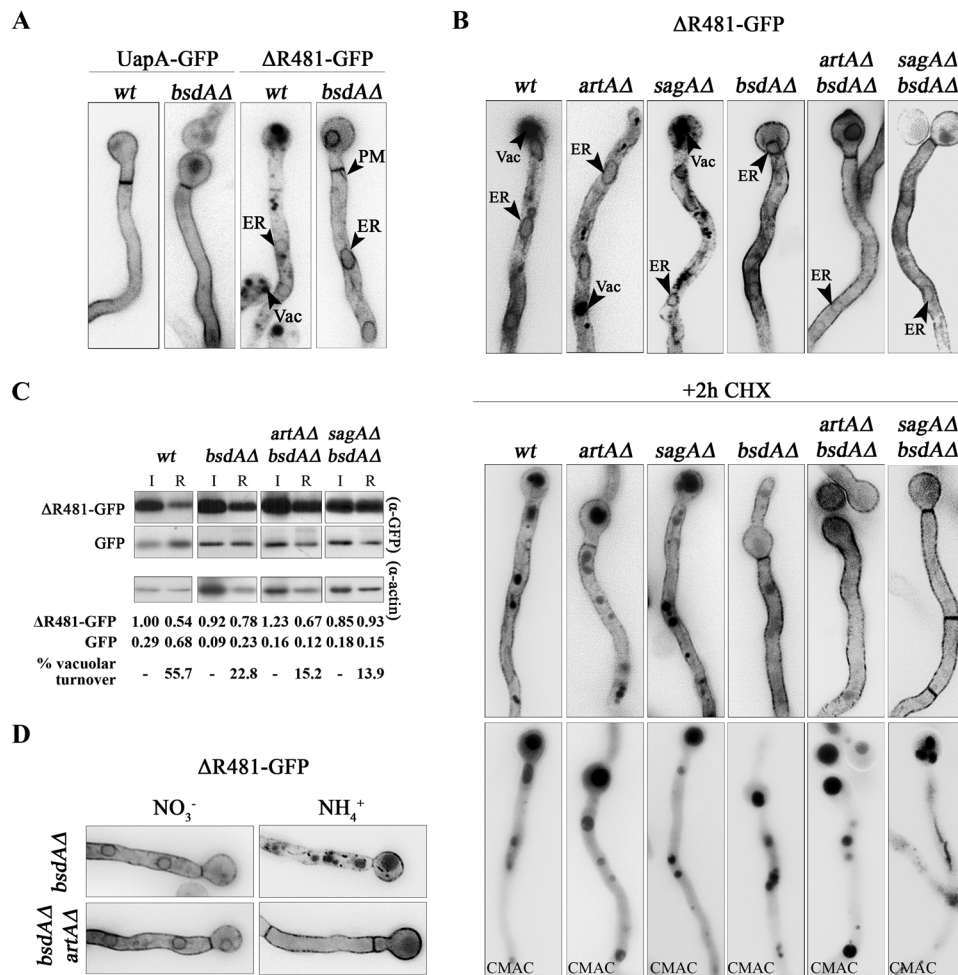 A
UapA-GFP ΔR481-GFP
wt bsdAΔ wt bsdAΔ
PM
ER
ER
Vac
B
ΔR481-GFP
wt artAΔ sagAΔ bsdAΔ artAΔ bsdAΔ sagAΔ bsdAΔ
Vac
ER
ER
Vac
Vac
ER
ER
ER
ER
+2h CHX
wt artAΔ sagAΔ bsdAΔ artAΔ bsdAΔ sagAΔ bsdAΔ
CMAC CMAC CMAC CMAC CMAC CMAC
C
artAΔ sagAΔ
wt bsdAΔ bsdAΔ bsdAΔ
I R I R I R I R
ΔR481-GFP
GFP
(α-GFP)
(α-actin)
ΔR481-GFP 1.00 0.54 0.92 0.78 1.23 0.67 0.85 0.93
GFP 0.29 0.68 0.09 0.23 0.16 0.12 0.18 0.15
% vacuolar
turnover - 55.7 - 22.8 - 15.2 - 13.9
D
ΔR481-GFP
NO₃⁻ NH₄⁺
bsdAΔ
bsdAΔ
artAΔ